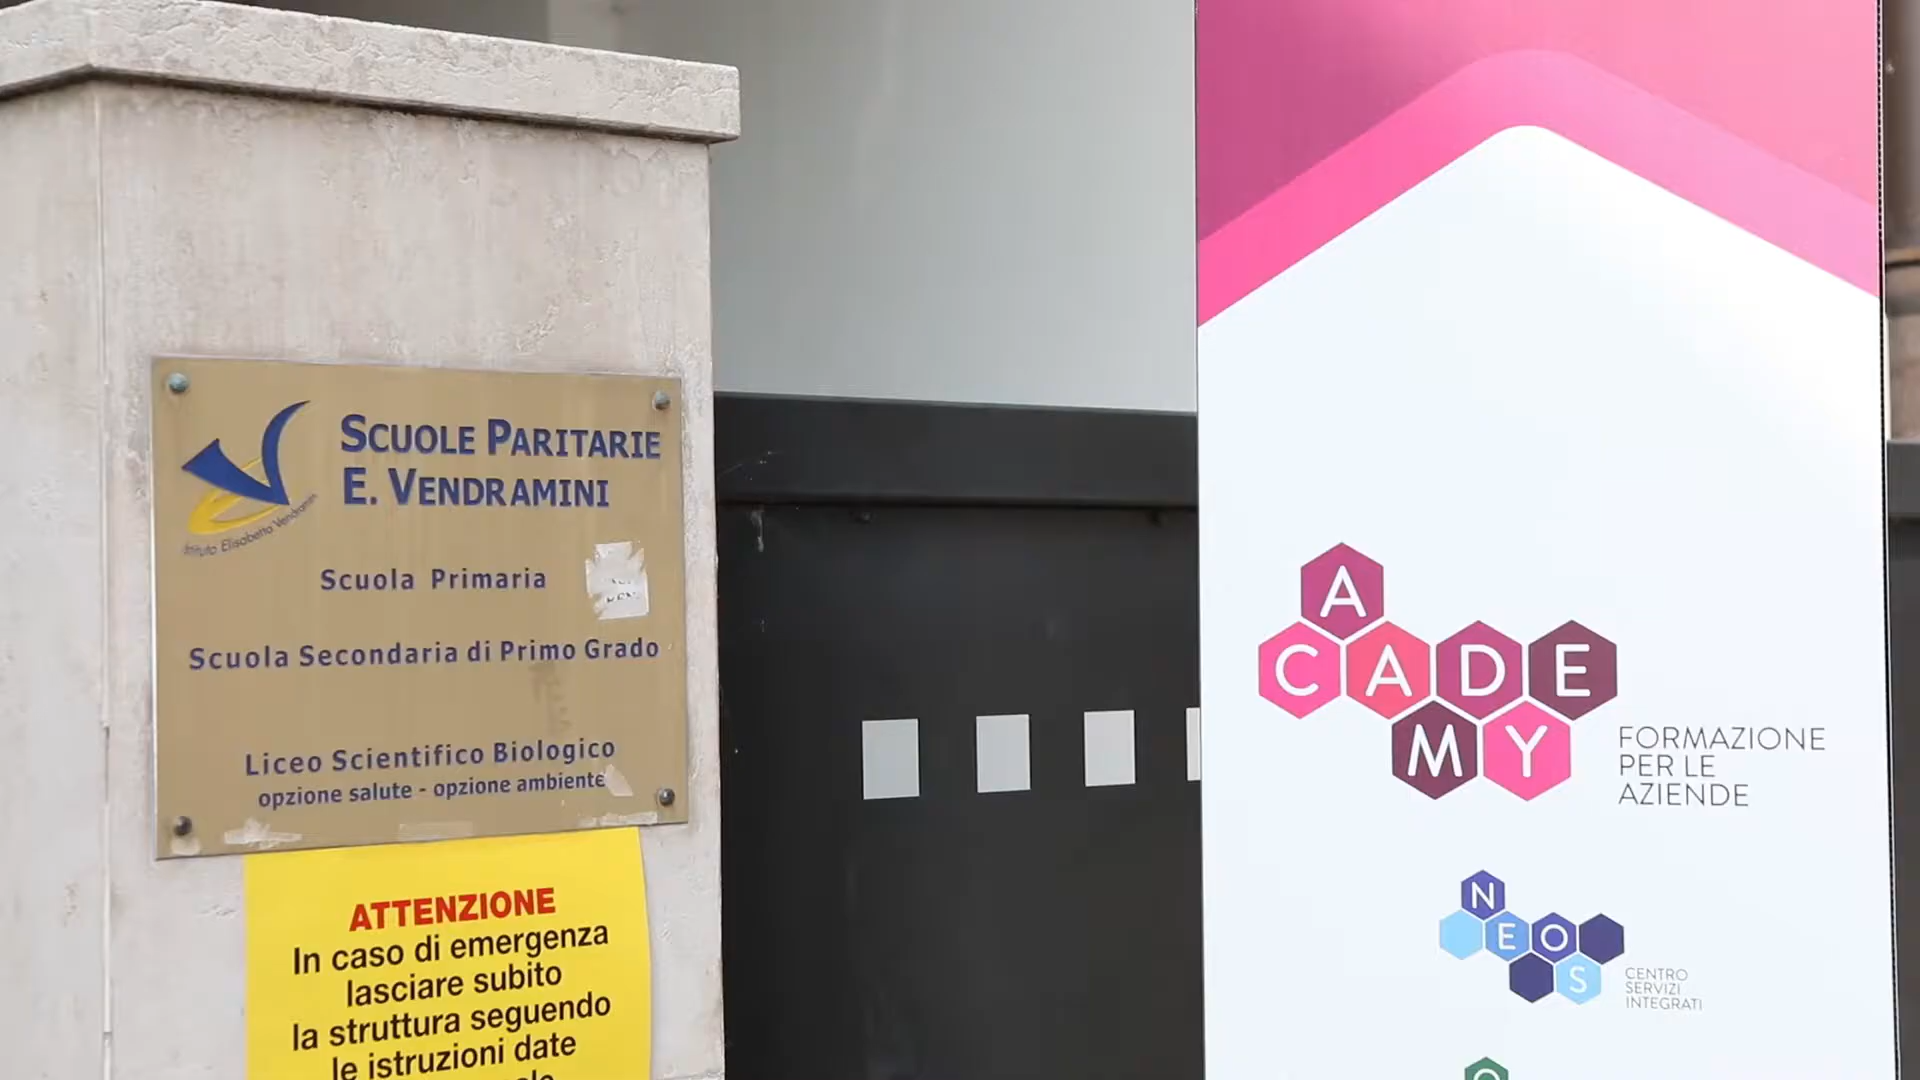 SCUOLE PARITARIE
E. VENDRAMINI
Istituto Elisabetta Vendramini
Scuola Primaria
Scuola Secondaria di Primo Grado
Liceo Scientifico Biologico
opzione salute - opzione ambiente
ATTENZIONE
In caso di emergenza
lasciare subito
la struttura seguendo
le istruzioni date
ACADEMY
FORMAZIONE
PER LE
AZIENDE
NEOS
CENTRO
SERVIZI
INTEGRATI